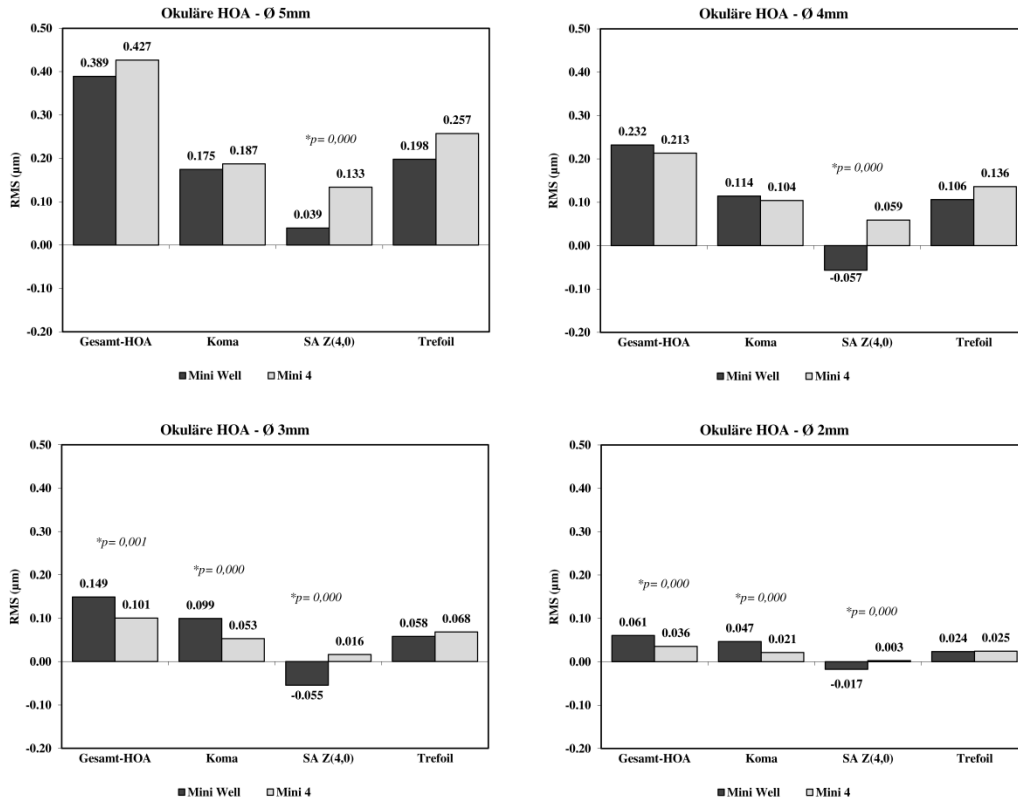 Okuläre HOA - Ø 5mm
0.50
0.40
0.30
0.20
0.10
0.00
-0.10
-0.20
RMS (µm)
0.389
0.427
0.175
0.187
*p= 0,000
0.039
0.133
0.198
0.257
Gesamt-HOA Koma SA Z(4,0) Trefoil
Mini Well Mini 4
Okuläre HOA - Ø 4mm
0.50
0.40
0.30
0.20
0.10
0.00
-0.10
-0.20
RMS (µm)
0.232
0.213
0.114
0.104
*p= 0,000
-0.057
0.059
0.106
0.136
Gesamt-HOA Koma SA Z(4,0) Trefoil
Mini Well Mini 4
Okuläre HOA - Ø 3mm
0.50
0.40
0.30
0.20
0.10
0.00
-0.10
-0.20
RMS (µm)
*p= 0,001
0.149
0.101
*p= 0,000
0.099
0.053
*p= 0,000
-0.055
0.016
0.058
0.068
Gesamt-HOA Koma SA Z(4,0) Trefoil
Mini Well Mini 4
Okuläre HOA - Ø 2mm
0.50
0.40
0.30
0.20
0.10
0.00
-0.10
-0.20
RMS (µm)
*p= 0,000
0.061
0.036
*p= 0,000
0.047
0.021
*p= 0,000
-0.017
0.003
0.024
0.025
Gesamt-HOA Koma SA Z(4,0) Trefoil
Mini Well Mini 4